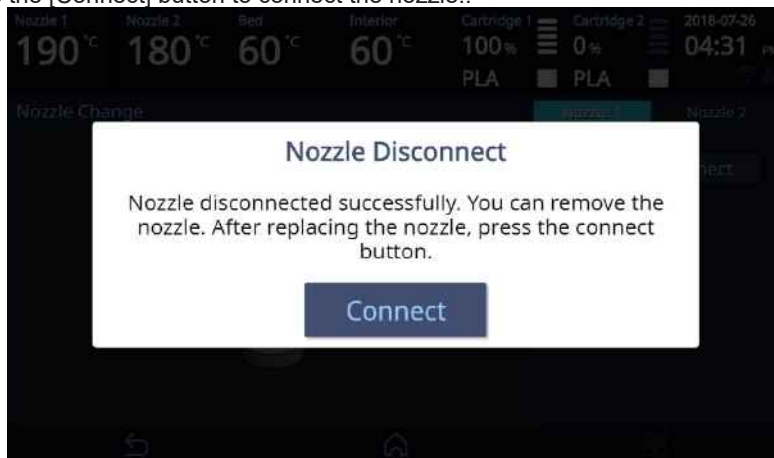 the [Connect] button to connect the nozzle..
Nozzle 1 Nozzle 2 Bed Interior Cartridge 1 Cartridge 2 2018-07-26
190°C 180°C 60°C 60°C 100% 0% 04:31
PLA PLA
Nozzle Change Nozzle 1 Nozzle 2
Nozzle Disconnect
Nozzle disconnected successfully. You can remove the
nozzle. After replacing the nozzle, press the connect
button.
Connect